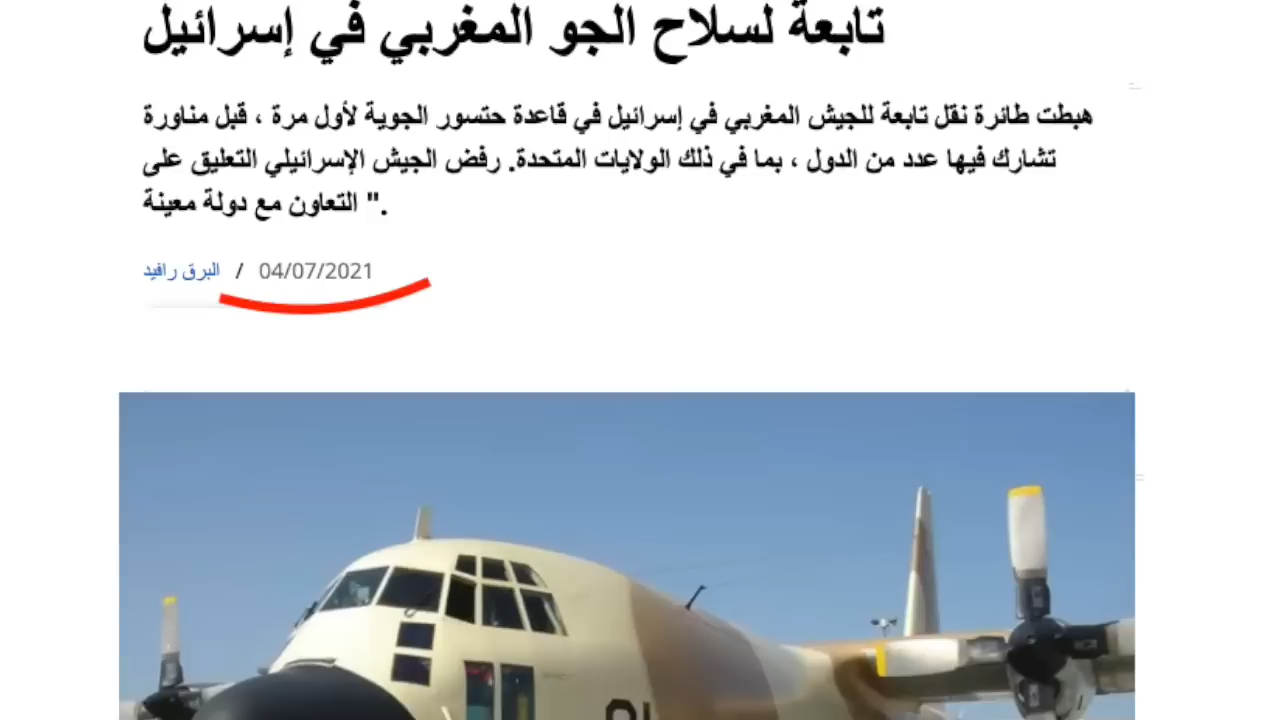 تابعة لسلاح الجو المغربي في إسرائيل
هبطت طائرة نقل تابعة للجيش المغربي في إسرائيل في قاعدة حتسور الجوية لأول مرة ، قبل مناورة
تشارك فيها عدد من الدول ، بما في ذلك الولايات المتحدة. رفض الجيش الإسرائيلي التعليق على
التعاون مع دولة معينة ".
البرق رافيد / 04/07/2021